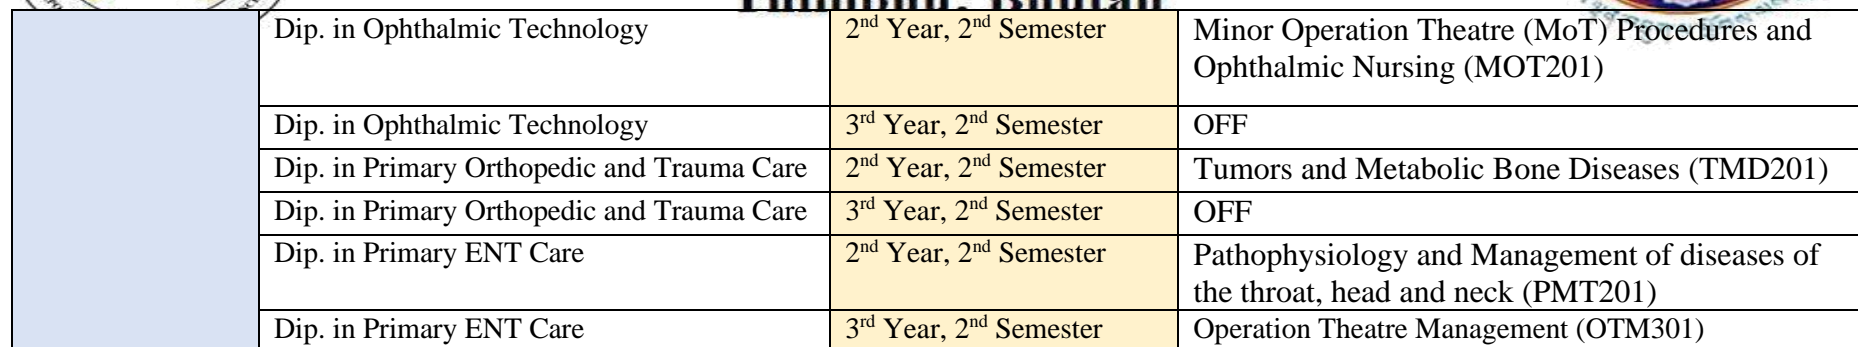 Thimphu, Bhutan
Dip. in Ophthalmic Technology 2nd Year, 2nd Semester Minor Operation Theatre (MoT) Procedures and
Ophthalmic Nursing (MOT201)
Dip. in Ophthalmic Technology 3rd Year, 2nd Semester OFF
Dip. in Primary Orthopedic and Trauma Care 2nd Year, 2nd Semester Tumors and Metabolic Bone Diseases (TMD201)
Dip. in Primary Orthopedic and Trauma Care 3rd Year, 2nd Semester OFF
Dip. in Primary ENT Care 2nd Year, 2nd Semester Pathophysiology and Management of diseases of
the throat, head and neck (PMT201)
Dip. in Primary ENT Care 3rd Year, 2nd Semester Operation Theatre Management (OTM301)